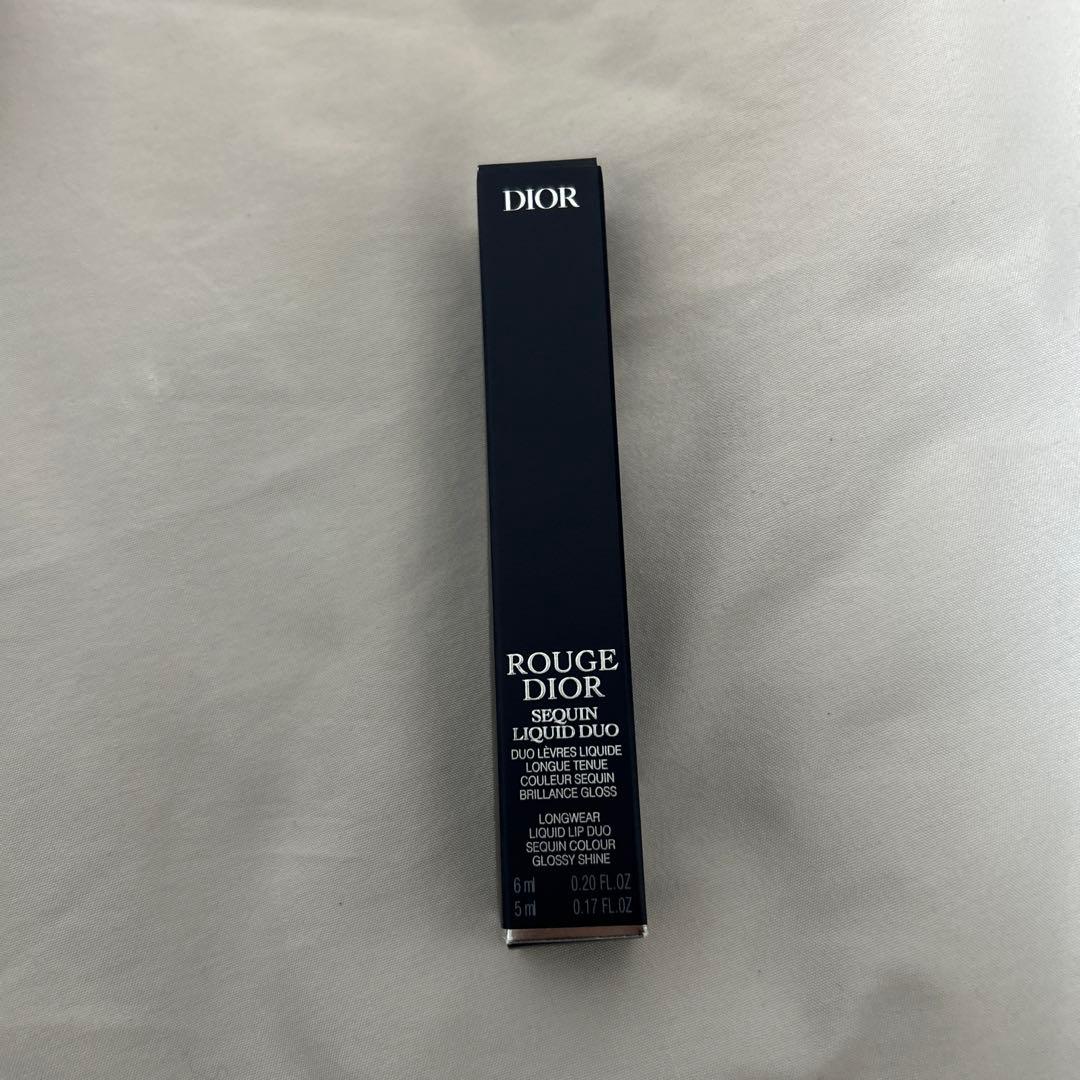 DIOR
ROUGE
DIOR
SEQUIN
LIQUID DUO
DUO LÈVRES LIQUIDE
LONGUE TENUE
COULEUR SEQUIN
BRILLANCE GLOSS
LONGWEAR
LIQUID LIP DUO
SEQUIN COLOUR
GLOSSY SHINE
6 ml 0.20 FL.OZ
5 ml 0.17 FL.OZ